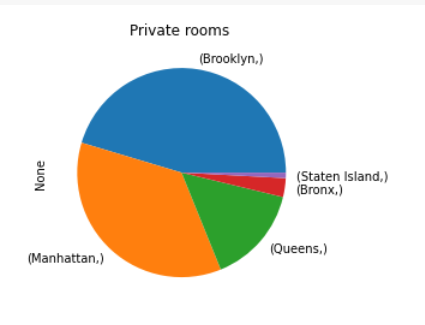 Private rooms
(Brooklyn,)
None
(Staten Island,)
(Bronx,)
(Queens,)
(Manhattan,)